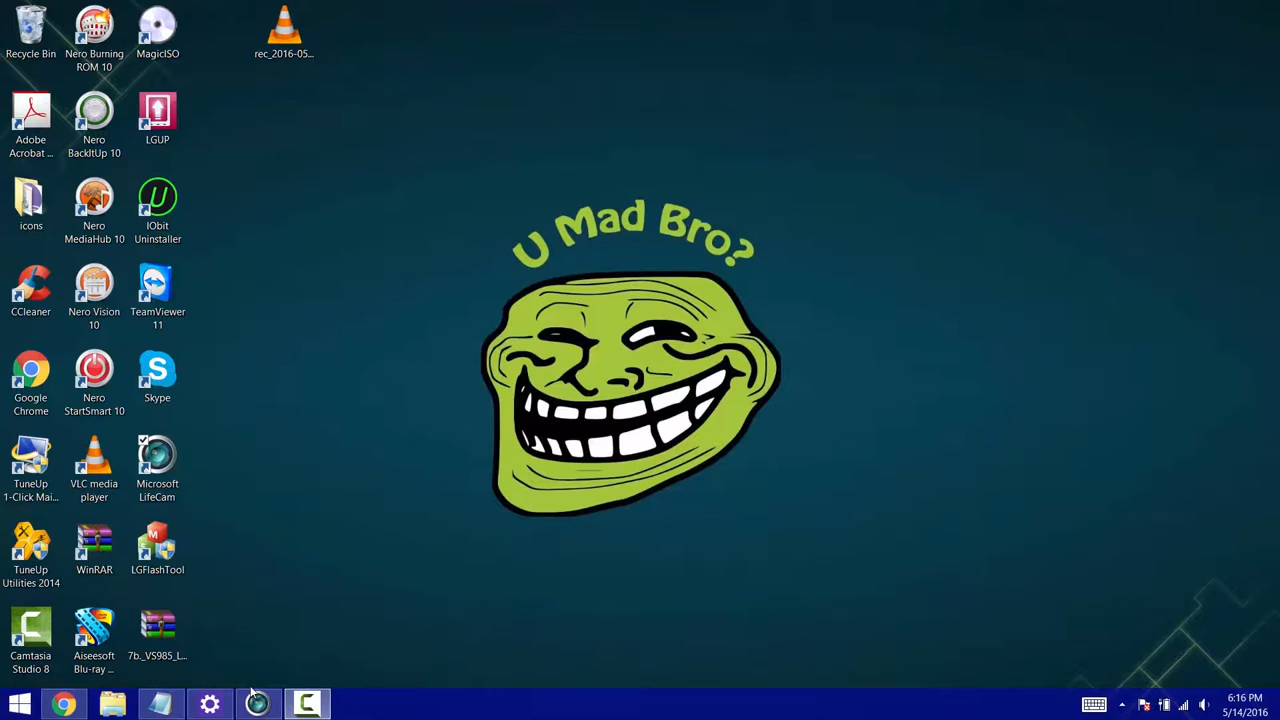 Recycle Bin
Nero Burning
ROM 10
MagicISO
rec_2016-05...
Adobe
Acrobat ...
Nero
BackItUp 10
LGUP
icons
Nero
MediaHub 10
IObit
Uninstaller
U Mad Bro?
CCleaner
Nero Vision
10
TeamViewer
11
Google
Chrome
Nero
StartSmart 10
Skype
TuneUp
1-Click Mai...
VLC media
player
Microsoft
LifeCam
TuneUp
Utilities 2014
WinRAR
LGFlashTool
Camtasia
Studio 8
Aiseesoft
Blu-ray ...
7b._VS985_L...
6:16 PM
5/14/2016